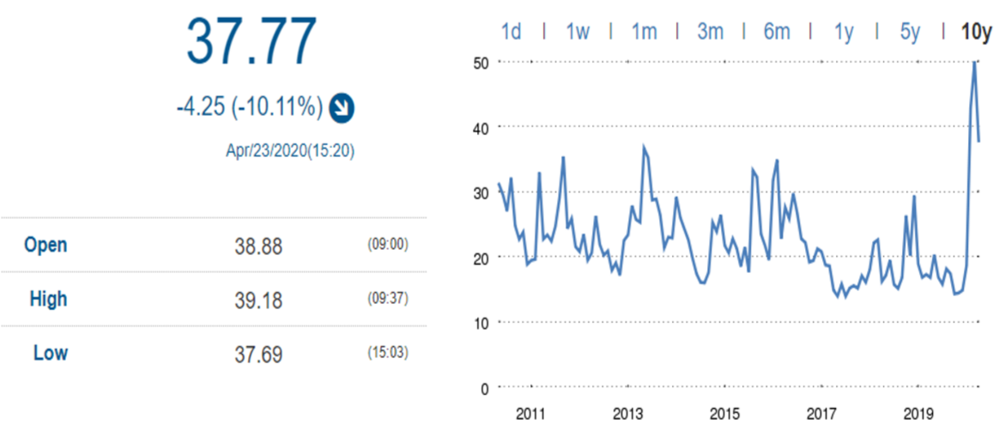 37.77
-4.25 (-10.11%)
Apr/23/2020(15:20)
Open 38.88 (09:00)
High 39.18 (09:37)
Low 37.69 (15:03)
1d | 1w | 1m | 3m | 6m | 1y | 5y | 10y
50
40
30
20
10
0
2011 2013 2015 2017 2019